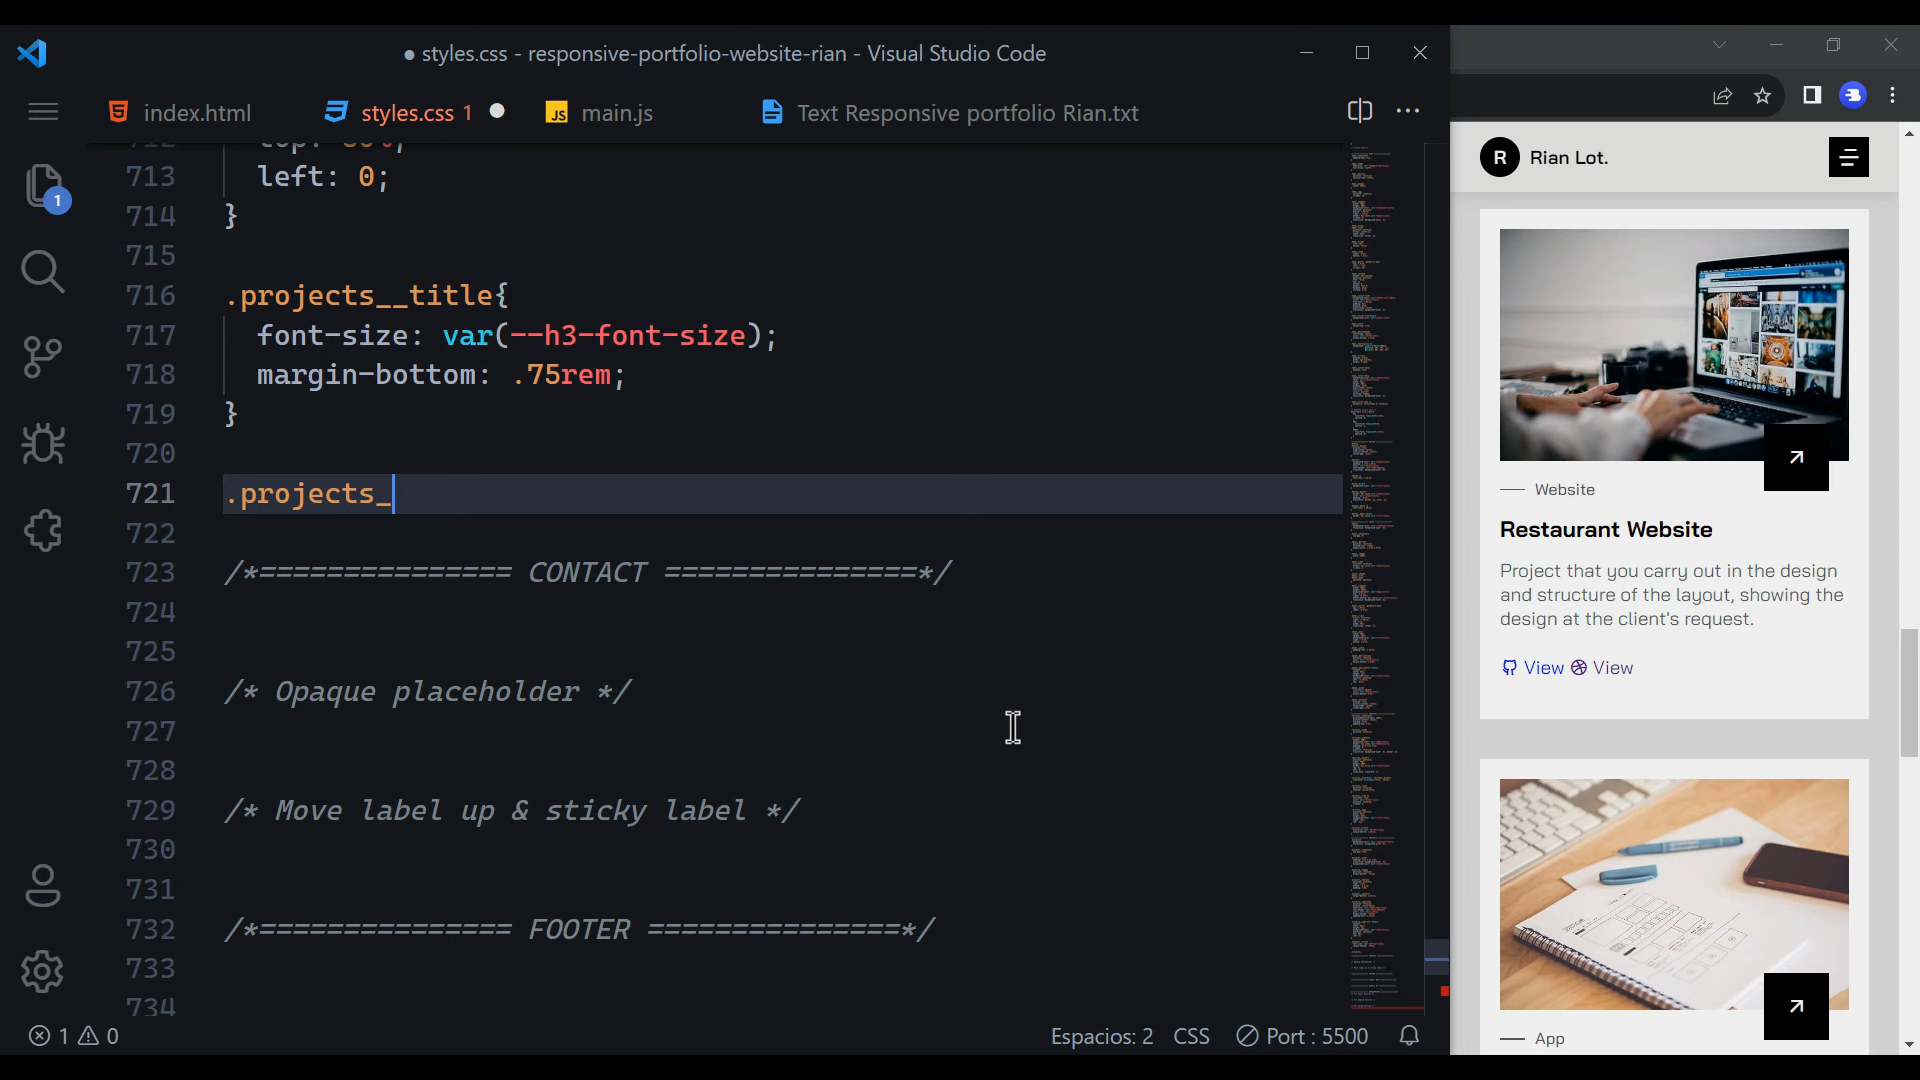 ● styles.css - responsive-portfolio-website-rian - Visual Studio Code
index.html
styles.css 1 ●
JS main.js
Text Responsive portfolio Rian.txt
1
713 left: 0;
714 }
715
716 .projects__title{
717 font-size: var(--h3-font-size);
718 margin-bottom: .75rem;
719 }
720
721 .projects_
722
723 /*=============== CONTACT ===============*/
724
725
726 /* Opaque placeholder */
727
728
729 /* Move label up & sticky label */
730
731
732 /*=============== FOOTER ===============*/
733
734
1 0
Espacios: 2 CSS Port : 5500
R Rian Lot.
Website
Restaurant Website
Project that you carry out in the design
and structure of the layout, showing the
design at the client's request.
View View
App